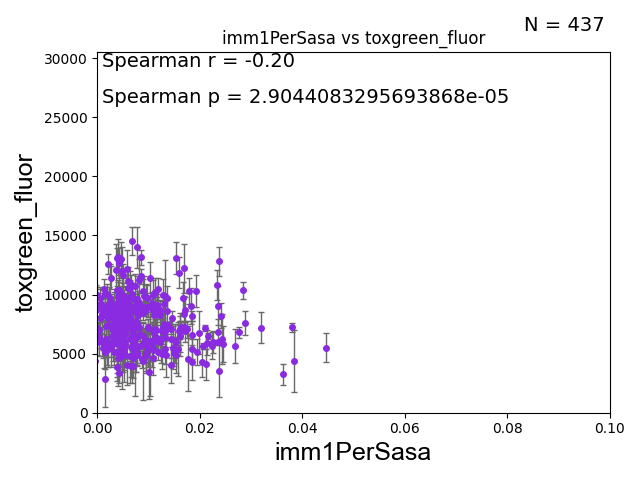 N = 437
imm1PerSasa vs toxgreen_fluor
Spearman r = -0.20
Spearman p = 2.9044083295693868e-05
30000
25000
20000
15000
10000
5000
0
toxgreen_fluor
0.00 0.02 0.04 0.06 0.08 0.10
imm1PerSasa